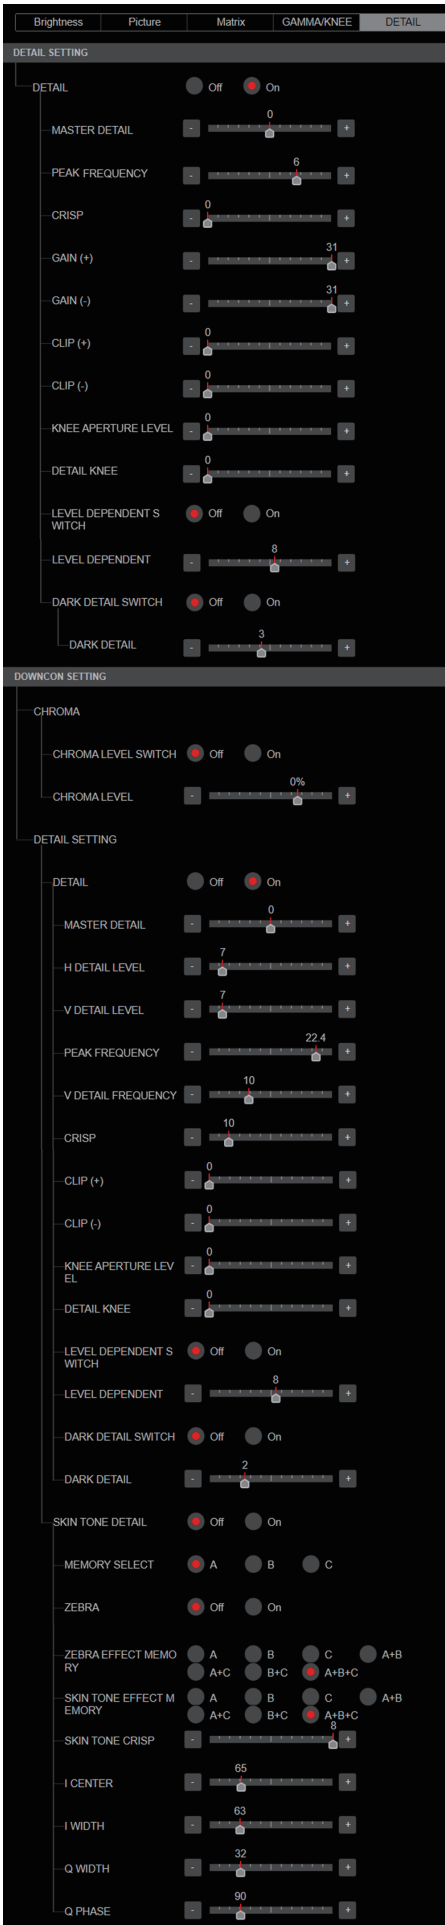 Brightness Picture Matrix GAMMA/KNEE DETAIL
DETAIL SETTING
DETAIL Off On
0
MASTER DETAIL - +
6
PEAK FREQUENCY - +
0
CRISP - +
31
GAIN (+) - +
31
GAIN (-) - +
0
CLIP (+) - +
0
CLIP (-) - +
0
KNEE APERTURE LEVEL - +
0
DETAIL KNEE - +
LEVEL DEPENDENT S Off On
WITCH
8
LEVEL DEPENDENT - +
DARK DETAIL SWITCH Off On
3
DARK DETAIL - +
DOWNCON SETTING
CHROMA
CHROMA LEVEL SWITCH Off On
0%
CHROMA LEVEL - +
DETAIL SETTING
DETAIL Off On
0
MASTER DETAIL - +
7
H DETAIL LEVEL - +
7
V DETAIL LEVEL - +
22.4
PEAK FREQUENCY - +
10
V DETAIL FREQUENCY - +
10
CRISP - +
0
CLIP (+) - +
0
CLIP (-) - +
0
KNEE APERTURE LEV - +
EL
0
DETAIL KNEE - +
LEVEL DEPENDENT S Off On
WITCH
8
LEVEL DEPENDENT - +
DARK DETAIL SWITCH Off On
2
DARK DETAIL - +
SKIN TONE DETAIL Off On
MEMORY SELECT A B C
ZEBRA Off On
ZEBRA EFFECT MEMO A B C A+B
RY A+C B+C A+B+C
SKIN TONE EFFECT M A B C A+B
EMORY A+C B+C A+B+C
8
SKIN TONE CRISP - +
65
I CENTER - +
63
I WIDTH - +
32
Q WIDTH - +
90
Q PHASE - +